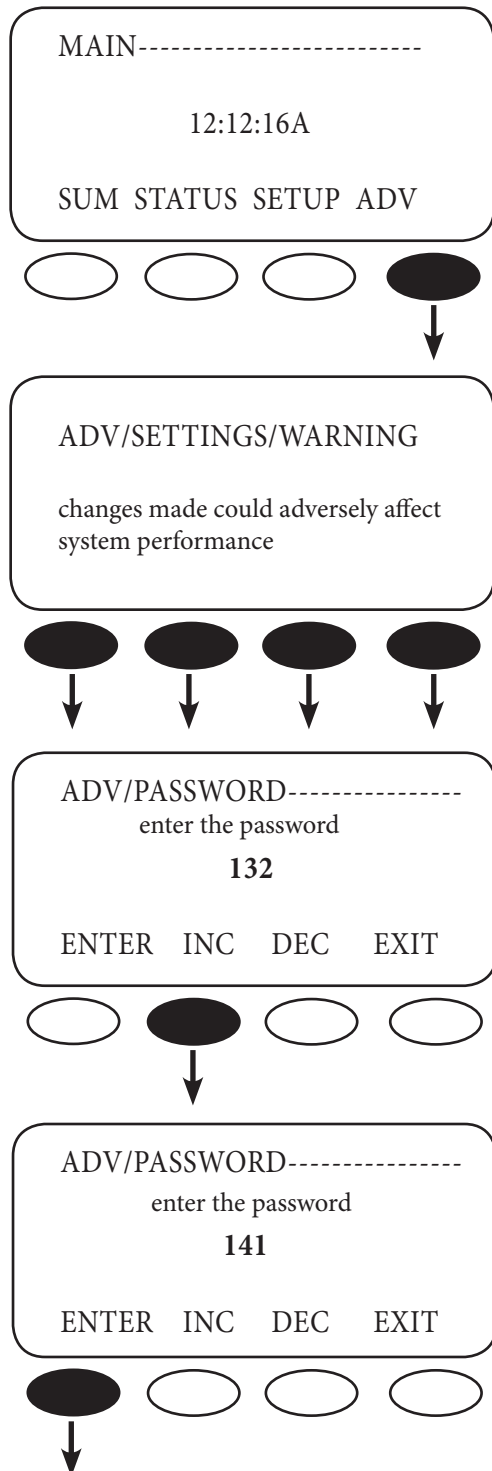 MAIN--------------------------
12:12:16A
SUM STATUS SETUP ADV
ADV/SETTINGS/WARNING
changes made could adversely affect
system performance
ADV/PASSWORD----------------
enter the password
132
ENTER INC DEC EXIT
ADV/PASSWORD----------------
enter the password
141
ENTER INC DEC EXIT